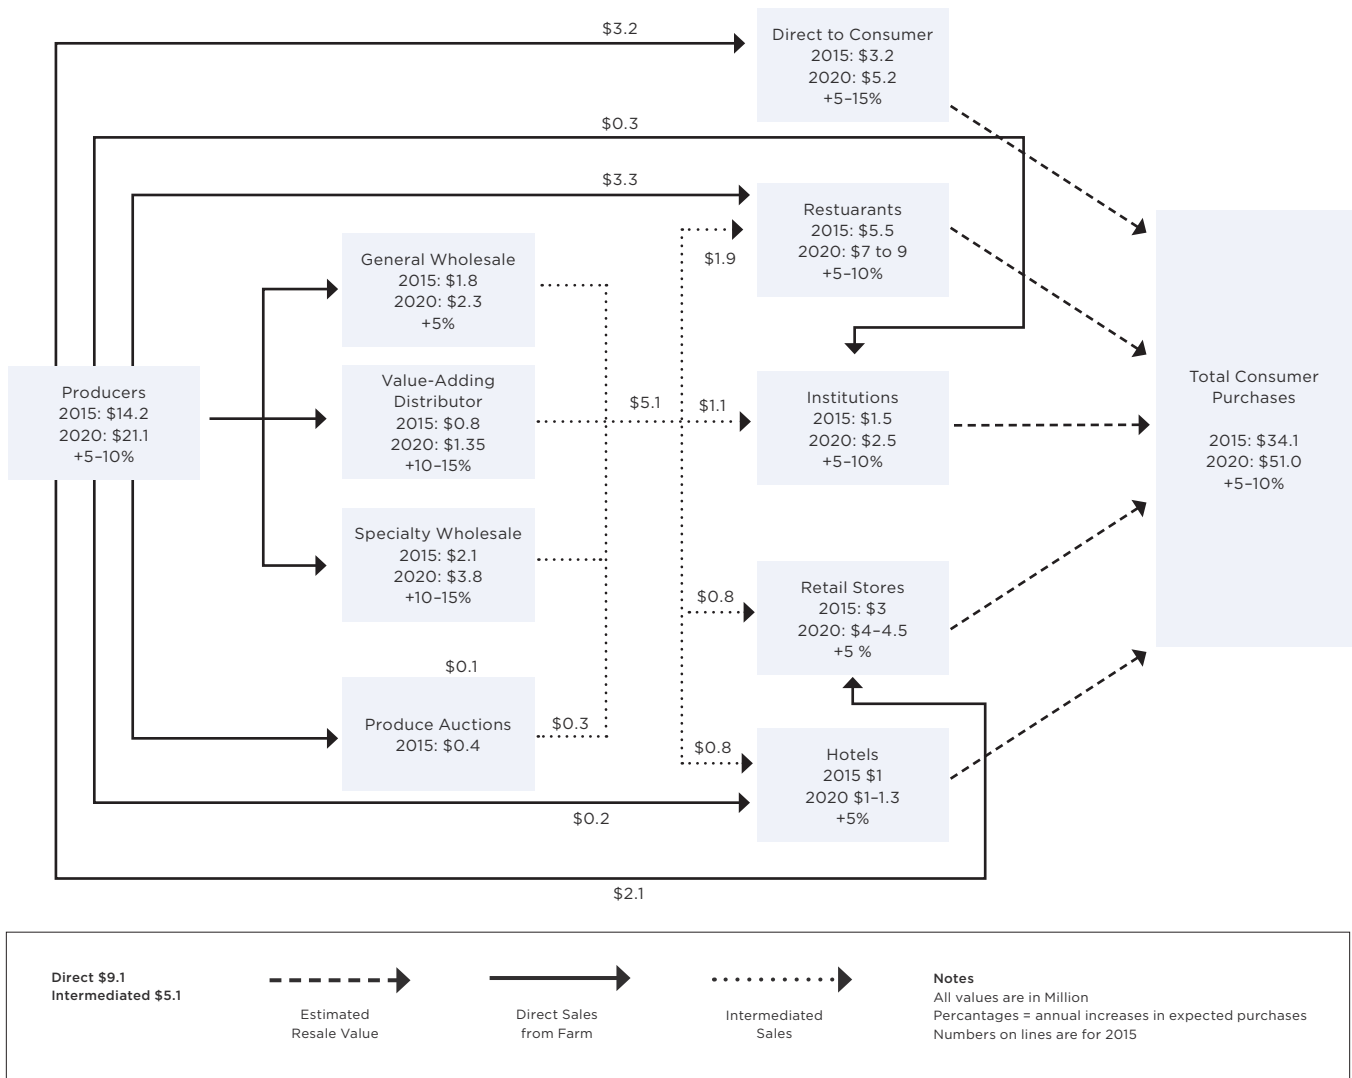 $3.2
Direct to Consumer
2015: $3.2
2020: $5.2
+5–15%
$0.3
$3.3
Restuarants
2015: $5.5
2020: $7 to 9
+5–10%
$1.9
General Wholesale
2015: $1.8
2020: $2.3
+5%
Producers
2015: $14.2
2020: $21.1
+5–10%
Value-Adding
Distributor
2015: $0.8
2020: $1.35
+10–15%
$5.1
$1.1
Institutions
2015: $1.5
2020: $2.5
+5–10%
Total Consumer
Purchases
2015: $34.1
2020: $51.0
+5–10%
Specialty Wholesale
2015: $2.1
2020: $3.8
+10–15%
$0.8
Retail Stores
2015: $3
2020: $4–4.5
+5 %
$0.1
Produce Auctions
2015: $0.4
$0.3
$0.8
Hotels
2015 $1
2020 $1–1.3
+5%
$0.2
$2.1
Direct $9.1
Intermediated $5.1
Estimated
Resale Value
Direct Sales
from Farm
Intermediated
Sales
Notes
All values are in Million
Percentages = annual increases in expected purchases
Numbers on lines are for 2015